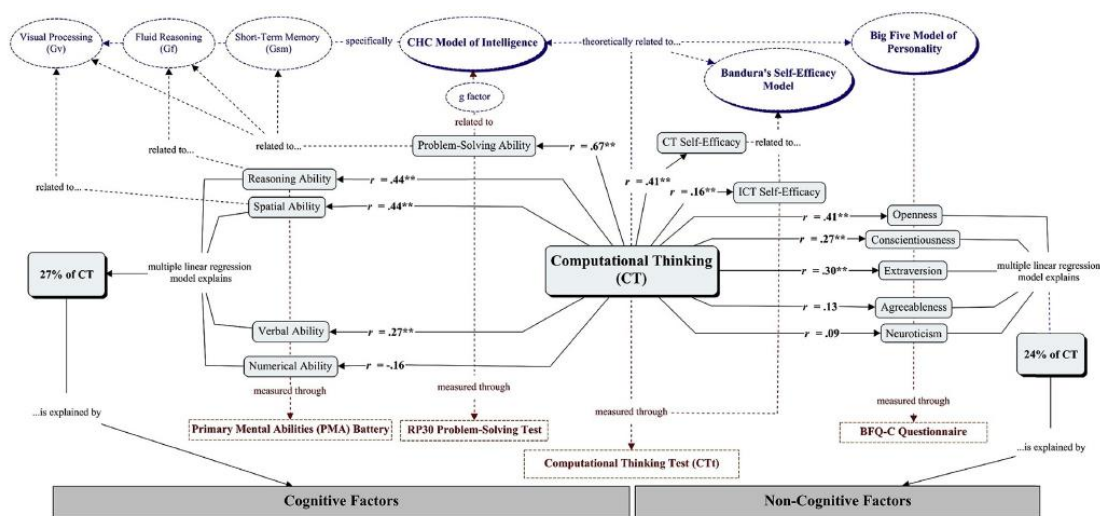 Visual Processing
(Gv)
Fluid Reasoning
(Gf)
Short-Term Memory
(Gsm)
specifically
CHC Model of Intelligence
theoretically related to...
Big Five Model of
Personality
Bandura's Self-Efficacy
Model
g factor
related to
Problem-Solving Ability
r = .67**
CT Self-Efficacy
related to...
related to...
related to...
r = .41**
r = .16**
ICT Self-Efficacy
Reasoning Ability
r = .44**
related to...
Spatial Ability
r = .44**
r = .41**
Openness
r = .27**
Conscientiousness
27% of CT
multiple linear regression
model explains
Computational Thinking
(CT)
r = .30**
Extraversion
multiple linear regression
model explains
r = .13
Agreeableness
Verbal Ability
r = .27**
r = .09
Neuroticism
24% of CT
Numerical Ability
r = -.16
measured through
measured through
measured through
measured through
...is explained by
...is explained by
Primary Mental Abilities (PMA) Battery
RP30 Problem-Solving Test
BFQ-C Questionnaire
Computational Thinking Test (CTt)
Cognitive Factors
Non-Cognitive Factors